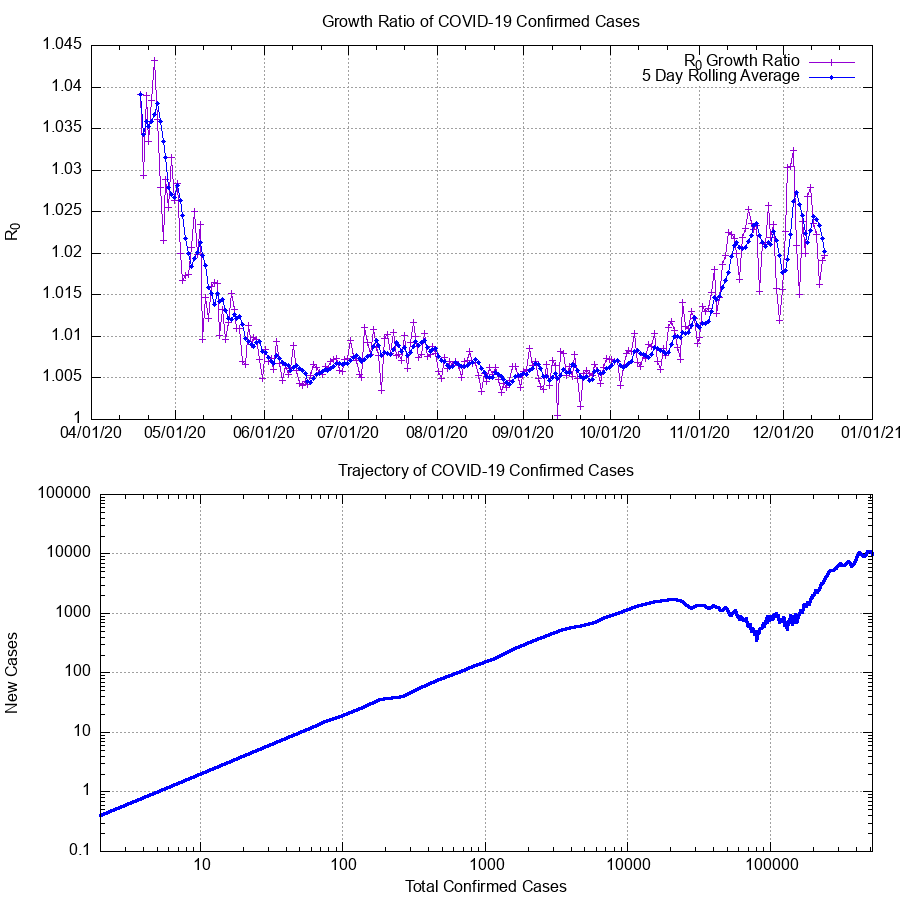 Growth Ratio of COVID-19 Confirmed Cases
1.045
1.04
1.035
1.03
1.025
1.02
1.015
1.01
1.005
1
R0
R0 Growth Ratio
5 Day Rolling Average
04/01/20 05/01/20 06/01/20 07/01/20 08/01/20 09/01/20 10/01/20 11/01/20 12/01/20 01/01/21
Trajectory of COVID-19 Confirmed Cases
100000
10000
1000
100
10
1
0.1
New Cases
10 100 1000 10000 100000
Total Confirmed Cases